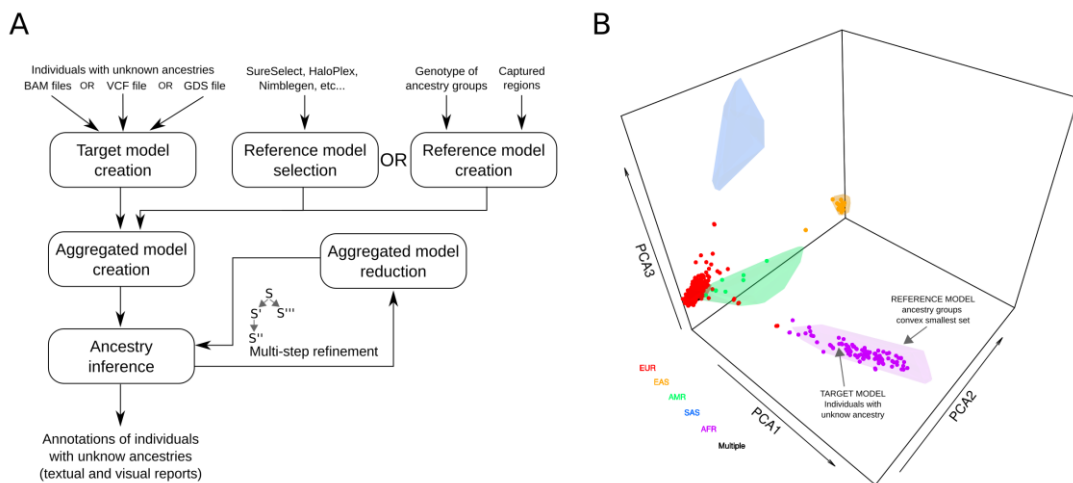 A
Individuals with unknown ancestries
BAM files OR VCF file OR GDS file
SureSelect, HaloPlex,
Nimblegen, etc...
Genotype of
ancestry groups
Captured
regions
Target model
creation
Reference model
selection
OR
Reference model
creation
Aggregated model
creation
Aggregated model
reduction
S
S' S'''
S''
Multi-step refinement
Ancestry
inference
Annotations of individuals
with unknow ancestries
(textual and visual reports)
B
PCA3
REFERENCE MODEL
ancestry groups
convex smallest set
TARGET MODEL
Individuals with
unknow ancestry
EUR
EAS
AMR
SAS
AFR
Multiple
PCA1
PCA2